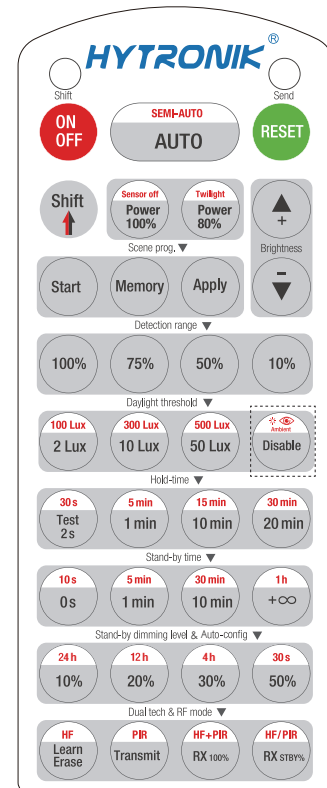 HYTRONIK®
Shift Send
ON
OFF
SEMI-AUTO
AUTO
RESET
Shift
Sensor off
Power
100%
Twilight
Power
80%
+
Brightness
-
Scene prog. ▼
Start Memory Apply
Detection range ▼
100% 75% 50% 10%
Daylight threshold ▼
100 Lux 300 Lux 500 Lux Ambient
2 Lux 10 Lux 50 Lux Disable
Hold-time ▼
30 s 5 min 15 min 30 min
Test
2 s
1 min 10 min 20 min
Stand-by time ▼
10 s 5 min 30 min 1 h
0 s 1 min 10 min +∞
Stand-by dimming level & Auto-config ▼
24 h 12 h 4 h 30 s
10% 20% 30% 50%
Dual tech & RF mode ▼
HF PIR HF+PIR HF/PIR
Learn
Erase
Transmit RX 100% RX STBY%